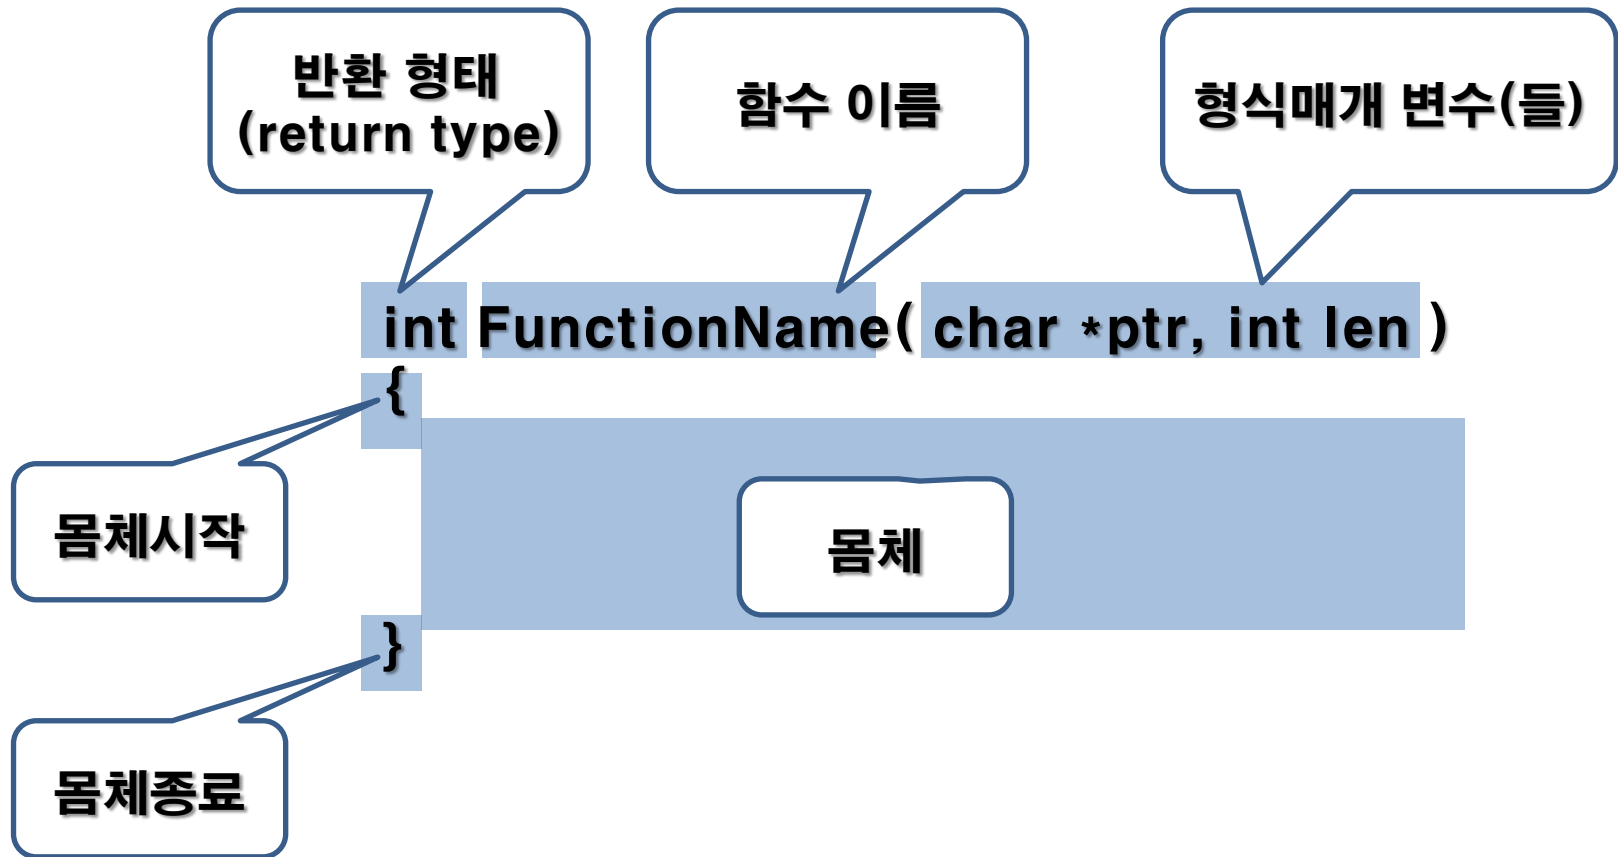 반환 형태
(return type)
함수 이름
형식매개 변수(들)
int FunctionName( char *ptr, int len )
{
몸체시작
몸체
}
몸체종료